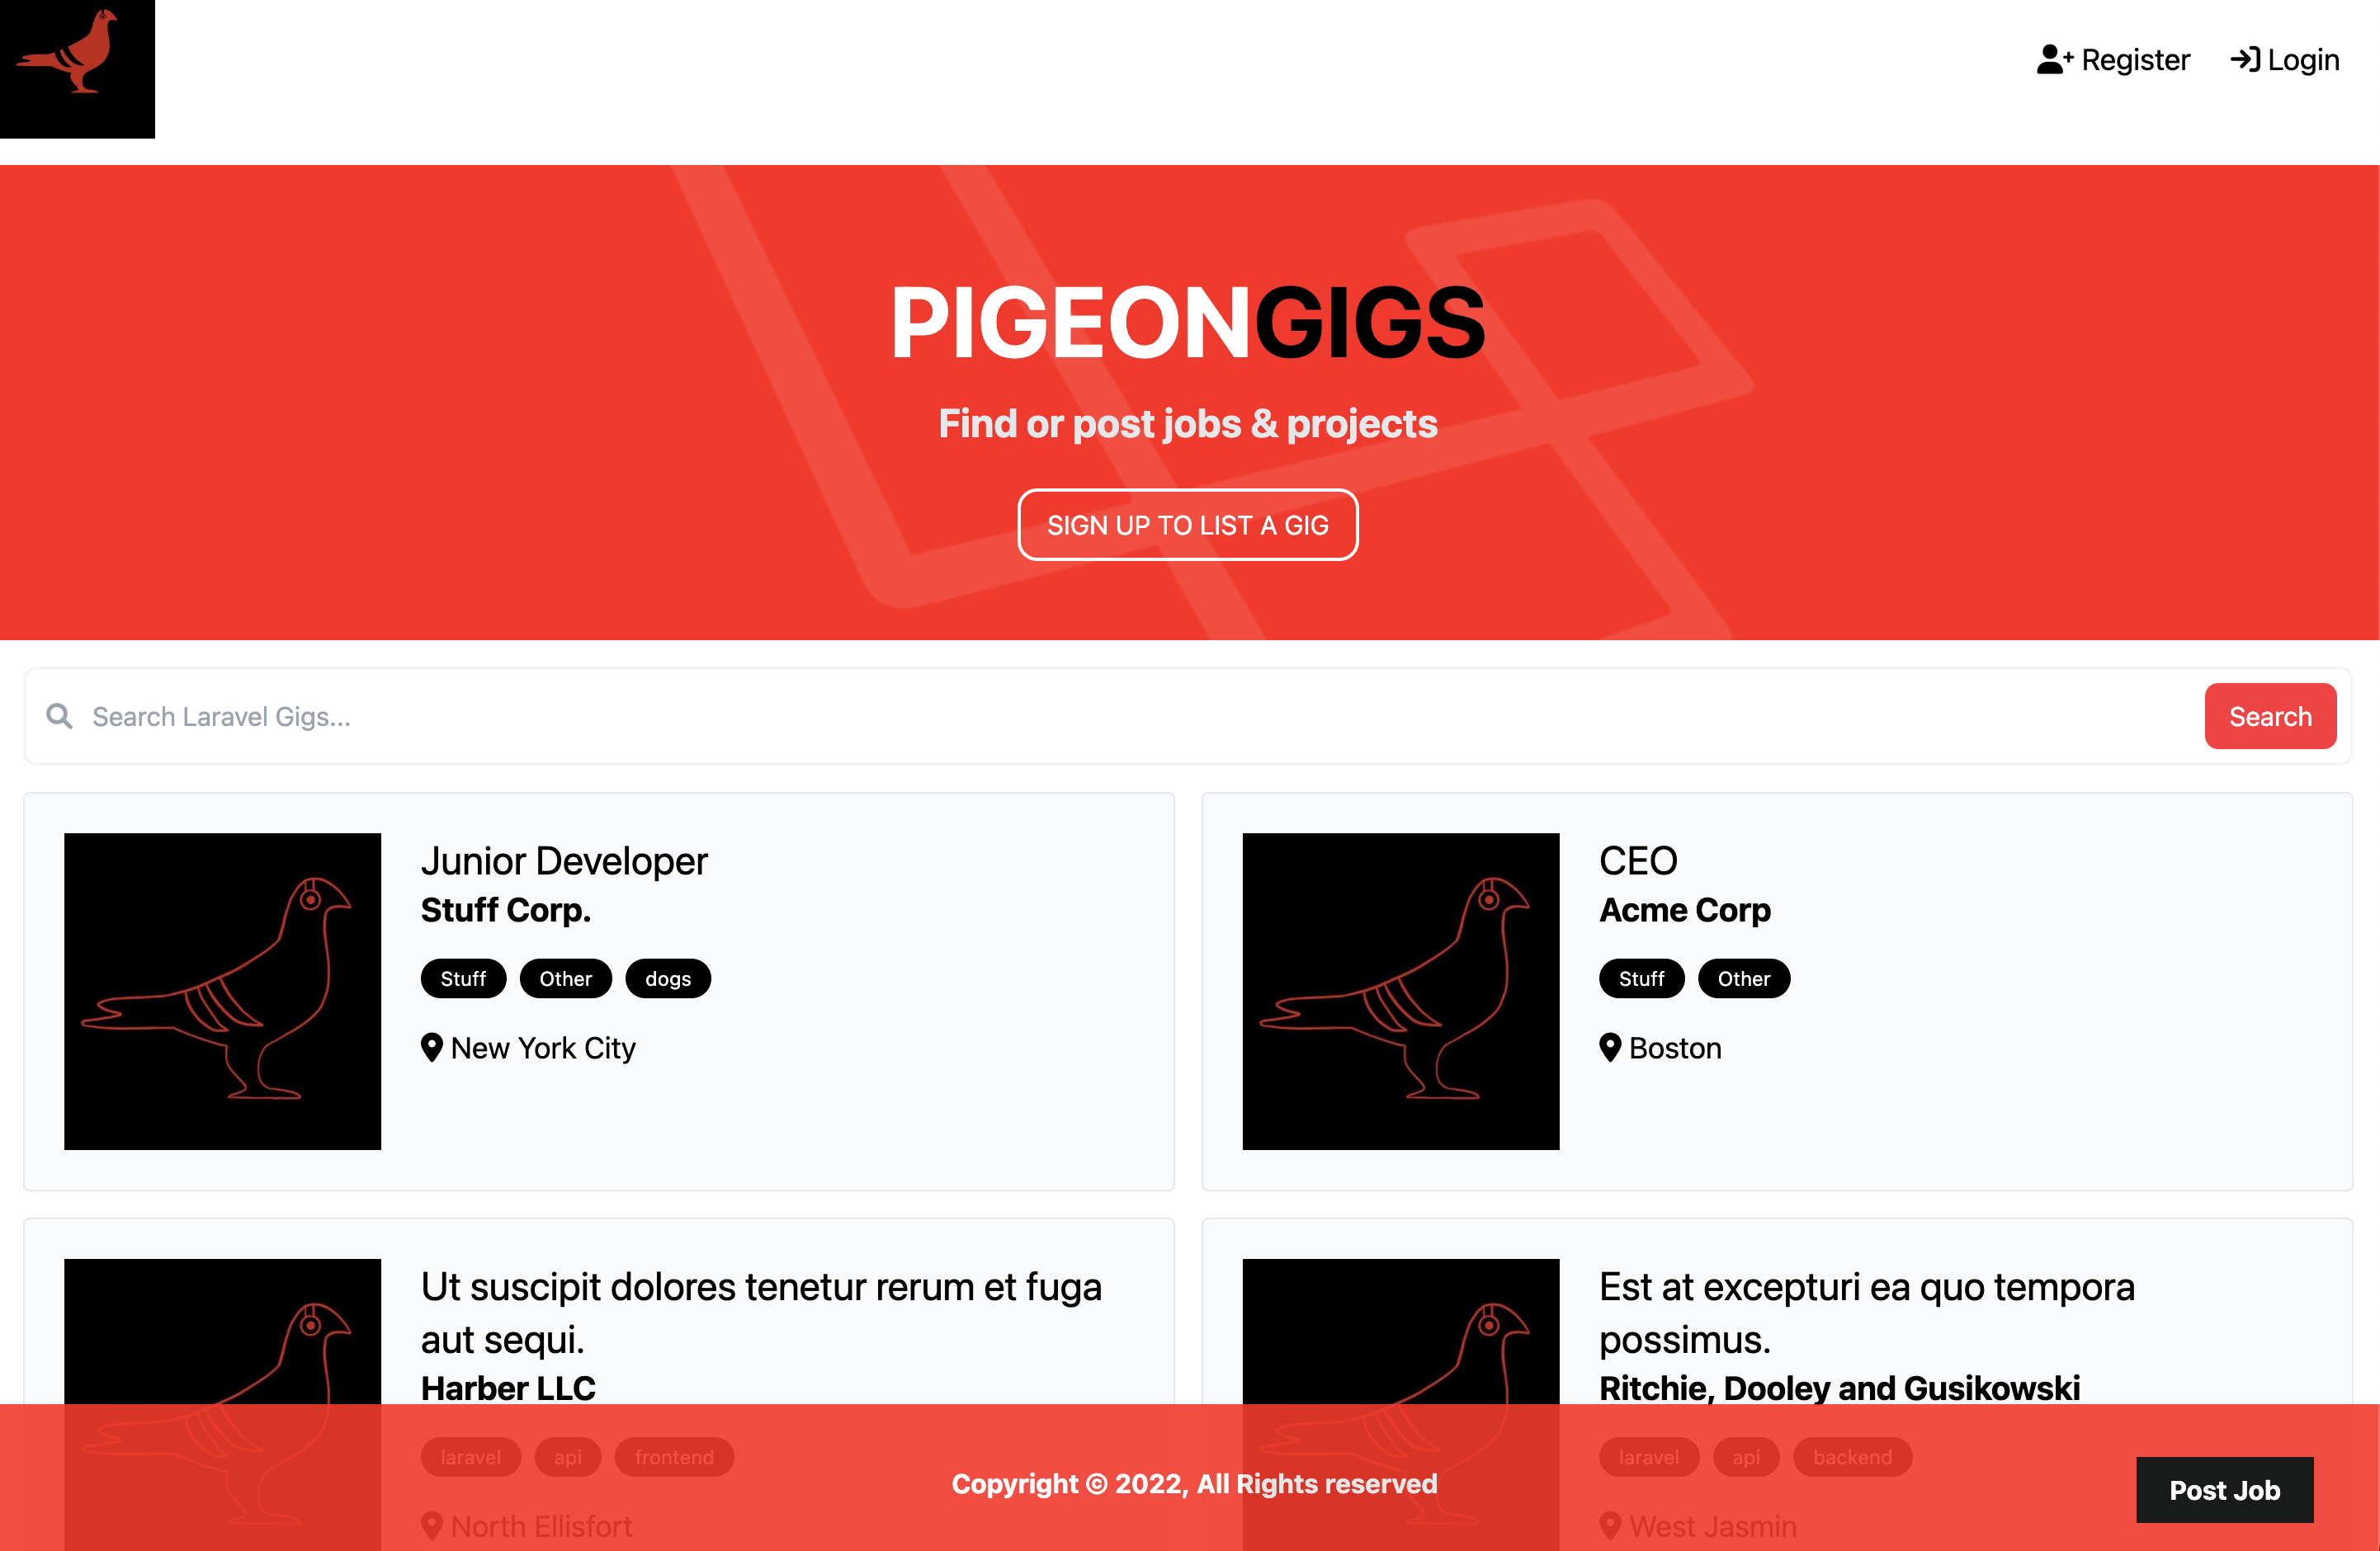 Register
Login
PIGEONGIGS
Find or post jobs & projects
SIGN UP TO LIST A GIG
Search Laravel Gigs...
Search
Junior Developer
Stuff Corp.
Stuff
Other
dogs
New York City
CEO
Acme Corp
Stuff
Other
Boston
Ut suscipit dolores tenetur rerum et fuga
aut sequi.
Harber LLC
laravel
api
frontend
North Ellisfort
Est at excepturi ea quo tempora
possimus.
Ritchie, Dooley and Gusikowski
laravel
api
backend
West Jasmin
Copyright © 2022, All Rights reserved
Post Job